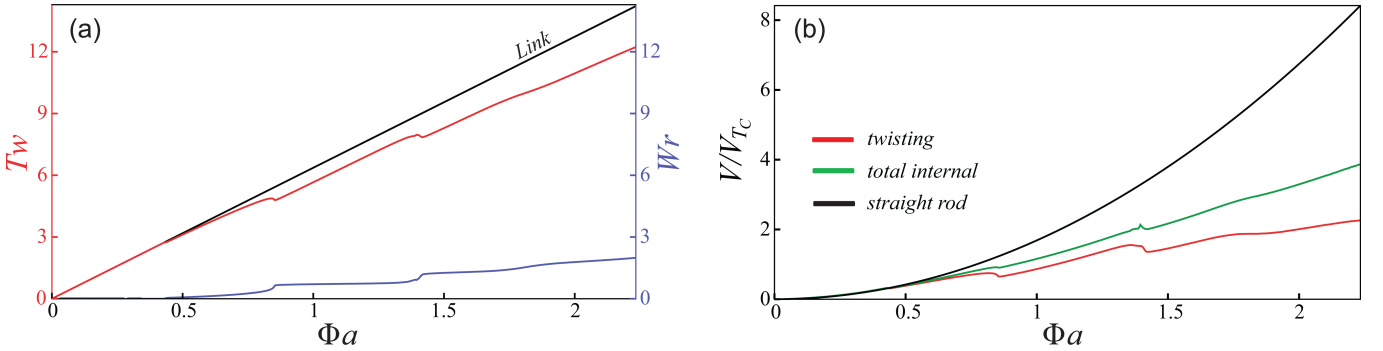 (a)
Link
Tw
12
9
6
3
0
12
9
6
3
0
Wr
0 0.5 1 1.5 2
Φa
(b)
V/V_{T_C}
8
6
4
2
0
twisting
total internal
straight rod
0 0.5 1 1.5 2
Φa